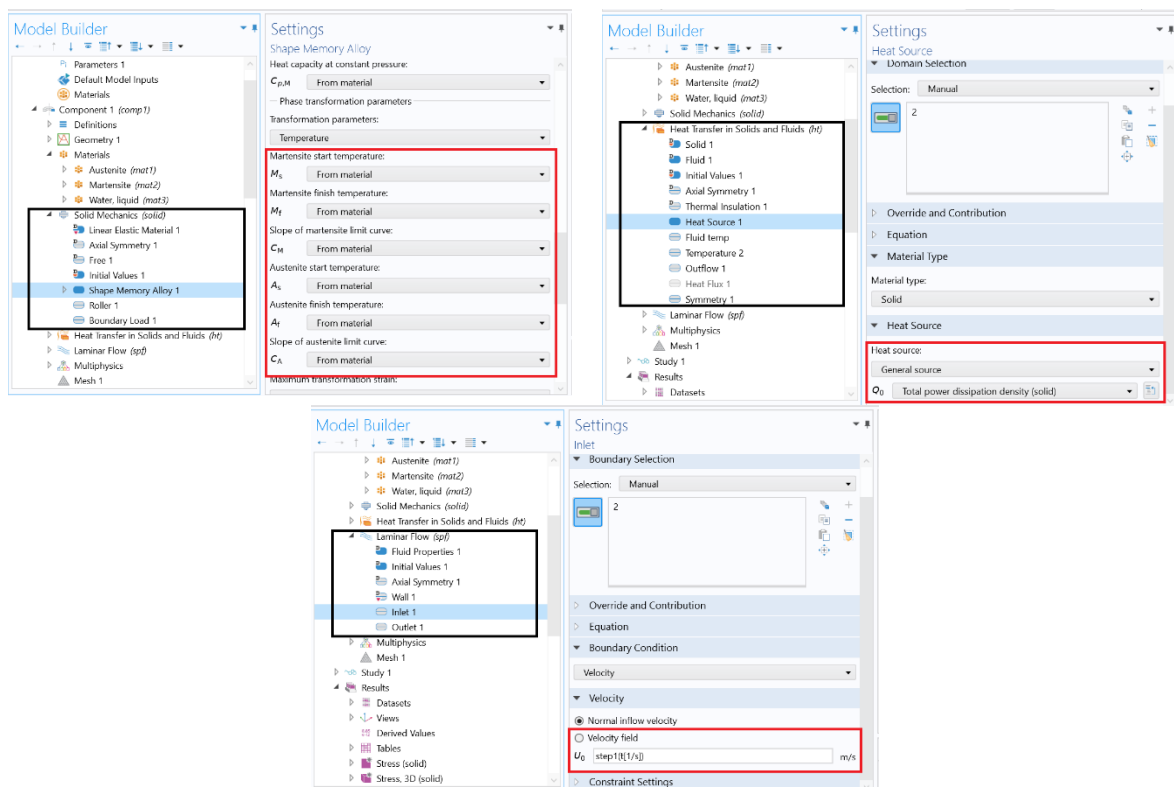 Model Builder
Parameters 1
Default Model Inputs
Materials
Component 1 (comp1)
Definitions
Geometry 1
Materials
Austenite (mat1)
Martensite (mat2)
Water, liquid (mat3)
Solid Mechanics (solid)
Linear Elastic Material 1
Axial Symmetry 1
Free 1
Initial Values 1
Shape Memory Alloy 1
Roller 1
Boundary Load 1
Heat Transfer in Solids and Fluids (ht)
Laminar Flow (spf)
Multiphysics
Mesh 1
Settings
Shape Memory Alloy
Heat capacity at constant pressure:
Cp,M From material
Phase transformation parameters
Transformation parameters:
Temperature
Martensite start temperature:
Ms From material
Martensite finish temperature:
Mf From material
Slope of martensite limit curve:
CM From material
Austenite start temperature:
As From material
Austenite finish temperature:
Af From material
Slope of austenite limit curve:
CA From material
Maximum transformation strain:
Model Builder
Austenite (mat1)
Martensite (mat2)
Water, liquid (mat3)
Solid Mechanics (solid)
Heat Transfer in Solids and Fluids (ht)
Solid 1
Fluid 1
Initial Values 1
Axial Symmetry 1
Thermal Insulation 1
Heat Source 1
Fluid temp
Temperature 2
Outflow 1
Heat Flux 1
Symmetry 1
Laminar Flow (spf)
Multiphysics
Mesh 1
Study 1
Results
Datasets
Settings
Heat Source
Domain Selection
Selection: Manual
2
Override and Contribution
Equation
Material Type
Material type:
Solid
Heat Source
Heat source:
General source
Q0 Total power dissipation density (solid)
Model Builder
Austenite (mat1)
Martensite (mat2)
Water, liquid (mat3)
Solid Mechanics (solid)
Heat Transfer in Solids and Fluids (ht)
Laminar Flow (spf)
Fluid Properties 1
Initial Values 1
Axial Symmetry 1
Wall 1
Inlet 1
Outlet 1
Multiphysics
Mesh 1
Study 1
Results
Datasets
Views
Derived Values
Tables
Stress (solid)
Stress, 3D (solid)
Settings
Inlet
Boundary Selection
Selection: Manual
2
Override and Contribution
Equation
Boundary Condition
Velocity
Velocity
Normal inflow velocity
Velocity field
U0 step1(t[1/s]) m/s
Constraint Settings